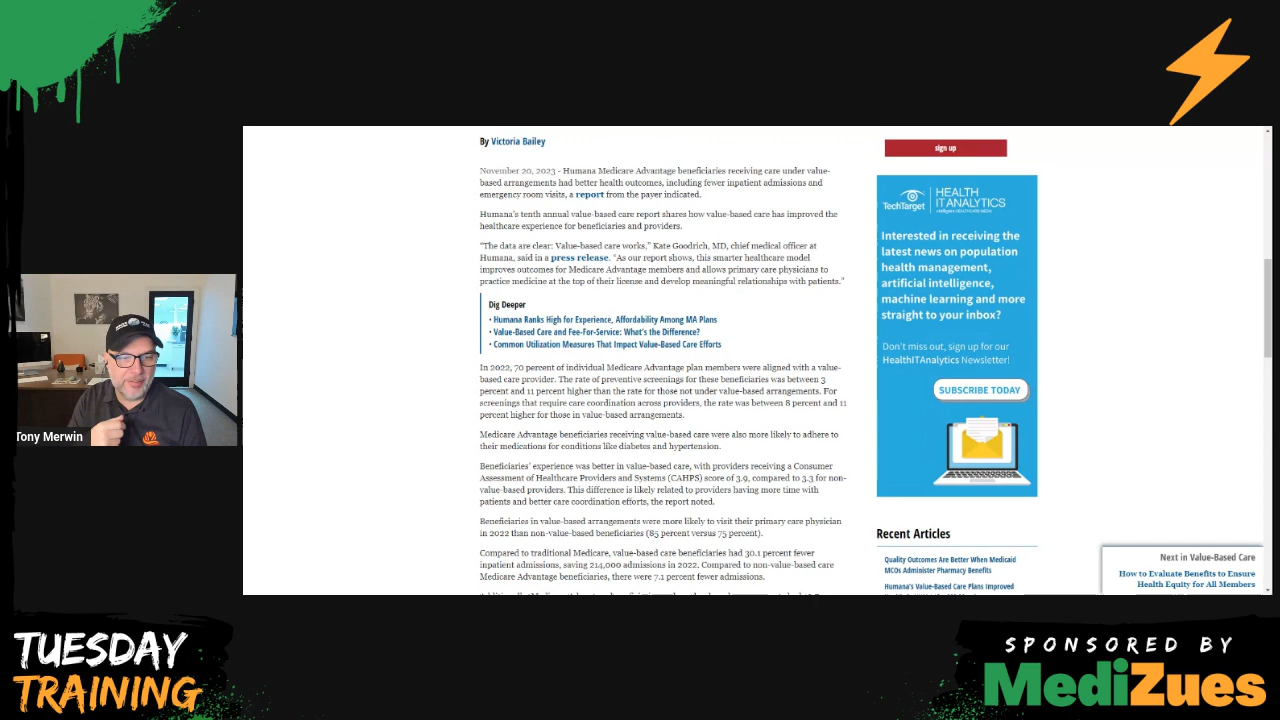 By Victoria Bailey
November 20, 2023 - Humana Medicare Advantage beneficiaries receiving care under value-
based arrangements had better health outcomes, including fewer inpatient admissions and
emergency room visits, a report from the payer indicated.
Humana's tenth annual value-based care report shares how value-based care has improved the
healthcare experience for beneficiaries and providers.
“The data are clear: Value-based care works,” Kate Goodrich, MD, chief medical officer at
Humana, said in a press release. “As our report shows, this smarter healthcare model
improves outcomes for Medicare Advantage members and allows primary care physicians to
practice medicine at the top of their license and develop meaningful relationships with patients.”
Dig Deeper
• Humana Ranks High for Experience, Affordability Among MA Plans
• Value-Based Care and Fee-For-Service: What's the Difference?
• Common Utilization Measures That Impact Value-Based Care Efforts
In 2022, 70 percent of individual Medicare Advantage plan members were aligned with a value-
based care provider. The rate of preventive screenings for these beneficiaries was between 3
percent and 11 percent higher than the rate for those not under value-based arrangements. For
screenings that require care coordination across providers, the rate was between 8 percent and 11
percent higher for those in value-based arrangements.
Medicare Advantage beneficiaries receiving value-based care were also more likely to adhere to
their medications for conditions like diabetes and hypertension.
Beneficiaries' experience was better in value-based care, with providers receiving a Consumer
Assessment of Healthcare Providers and Systems (CAHPS) score of 3.9, compared to 3.3 for non-
value-based providers. This difference is likely related to providers having more time with
patients and better care coordination efforts, the report noted.
Beneficiaries in value-based arrangements were more likely to visit their primary care physician
in 2022 than non-value-based beneficiaries (85 percent versus 75 percent).
Compared to traditional Medicare, value-based care beneficiaries had 30.1 percent fewer
inpatient admissions, saving 214,000 admissions in 2022. Compared to non-value-based care
Medicare Advantage beneficiaries, there were 7.1 percent fewer admissions.
sign up
TechTarget
HEALTH
IT ANALYTICS
Interested in receiving the
latest news on population
health management,
artificial intelligence,
machine learning and more
straight to your inbox?
Don't miss out, sign up for our
HealthITAnalytics Newsletter!
SUBSCRIBE TODAY
Recent Articles
Quality Outcomes Are Better When Medicaid
MCOs Administer Pharmacy Benefits
Humana's Value-Based Care Plans Improved
Next in Value-Based Care
How to Evaluate Benefits to Ensure
Health Equity for All Members
Tony Merwin
TUESDAY
TRAINING
SPONSORED BY
MediZues